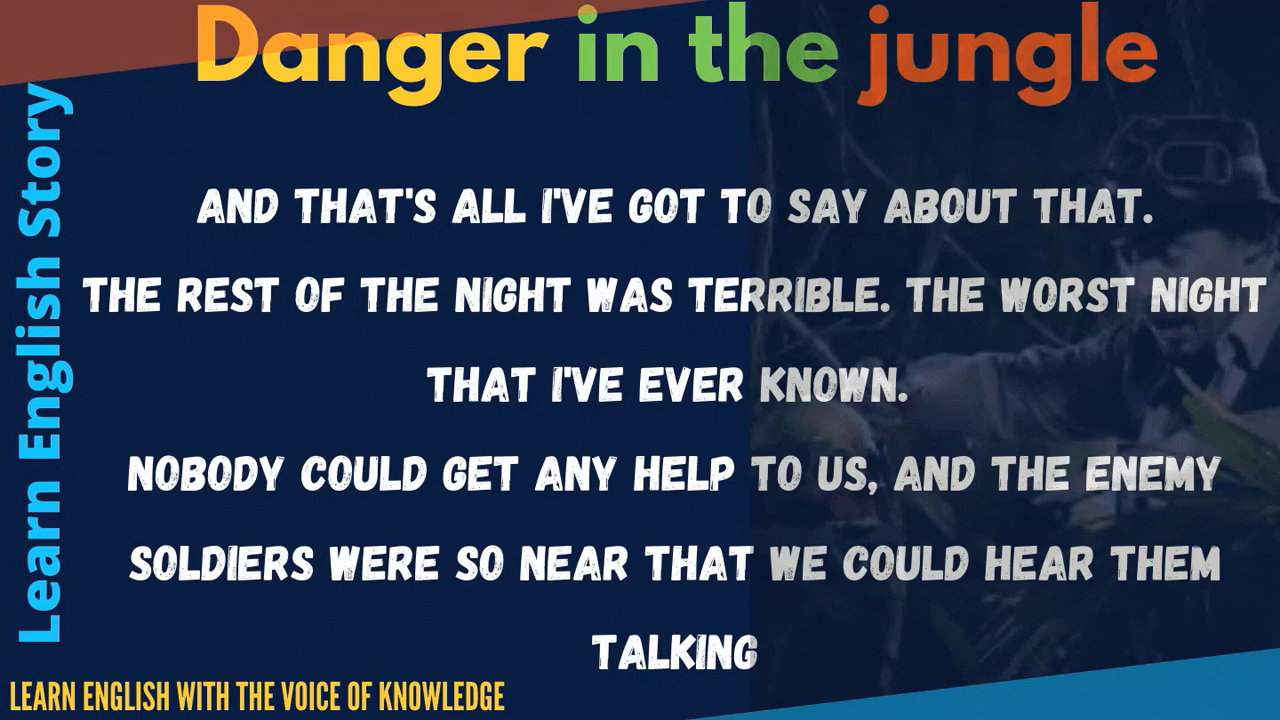 Danger in the jungle
Learn English Story
AND THAT'S ALL I'VE GOT TO SAY ABOUT THAT.
THE REST OF THE NIGHT WAS TERRIBLE. THE WORST NIGHT
THAT I'VE EVER KNOWN.
NOBODY COULD GET ANY HELP TO US, AND THE ENEMY
SOLDIERS WERE SO NEAR THAT WE COULD HEAR THEM
TALKING
LEARN ENGLISH WITH THE VOICE OF KNOWLEDGE